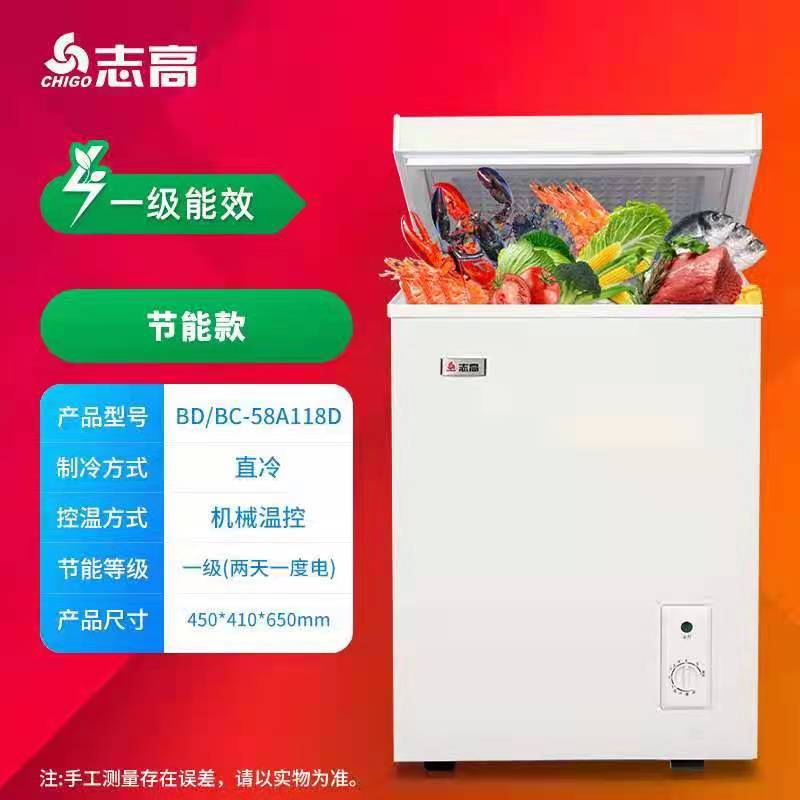 CHIGO 志高
一级能效
节能款
产品型号 BD/BC-58A118D
制冷方式 直冷
控温方式 机械温控
节能等级 一级(两天一度电)
产品尺寸 450*410*650mm
志高
注:手工测量存在误差，请以实物为准。